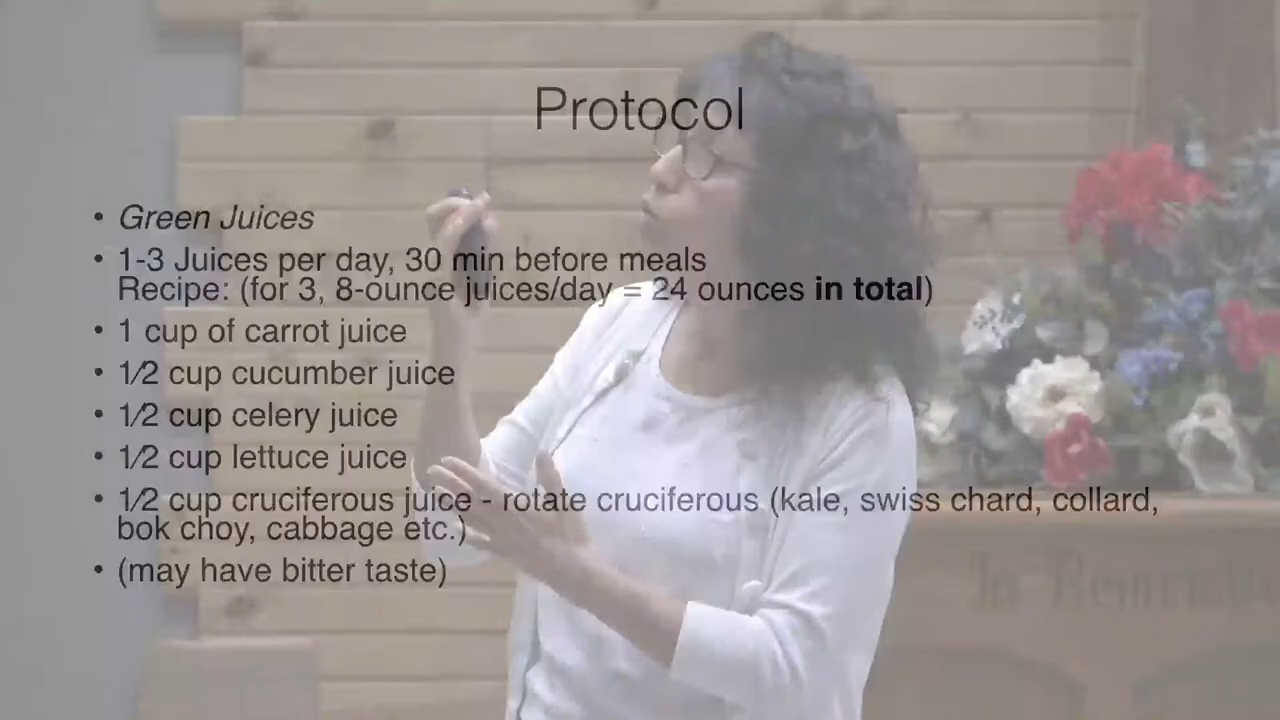 Protocol
• Green Juices
• 1-3 Juices per day, 30 min before meals
Recipe: (for 3, 8-ounce juices/day = 24 ounces in total)
• 1 cup of carrot juice
• 1⁄2 cup cucumber juice
• 1⁄2 cup celery juice
• 1⁄2 cup lettuce juice
• 1⁄2 cup cruciferous juice - rotate cruciferous (kale, swiss chard, collard,
bok choy, cabbage etc.)
• (may have bitter taste)
In